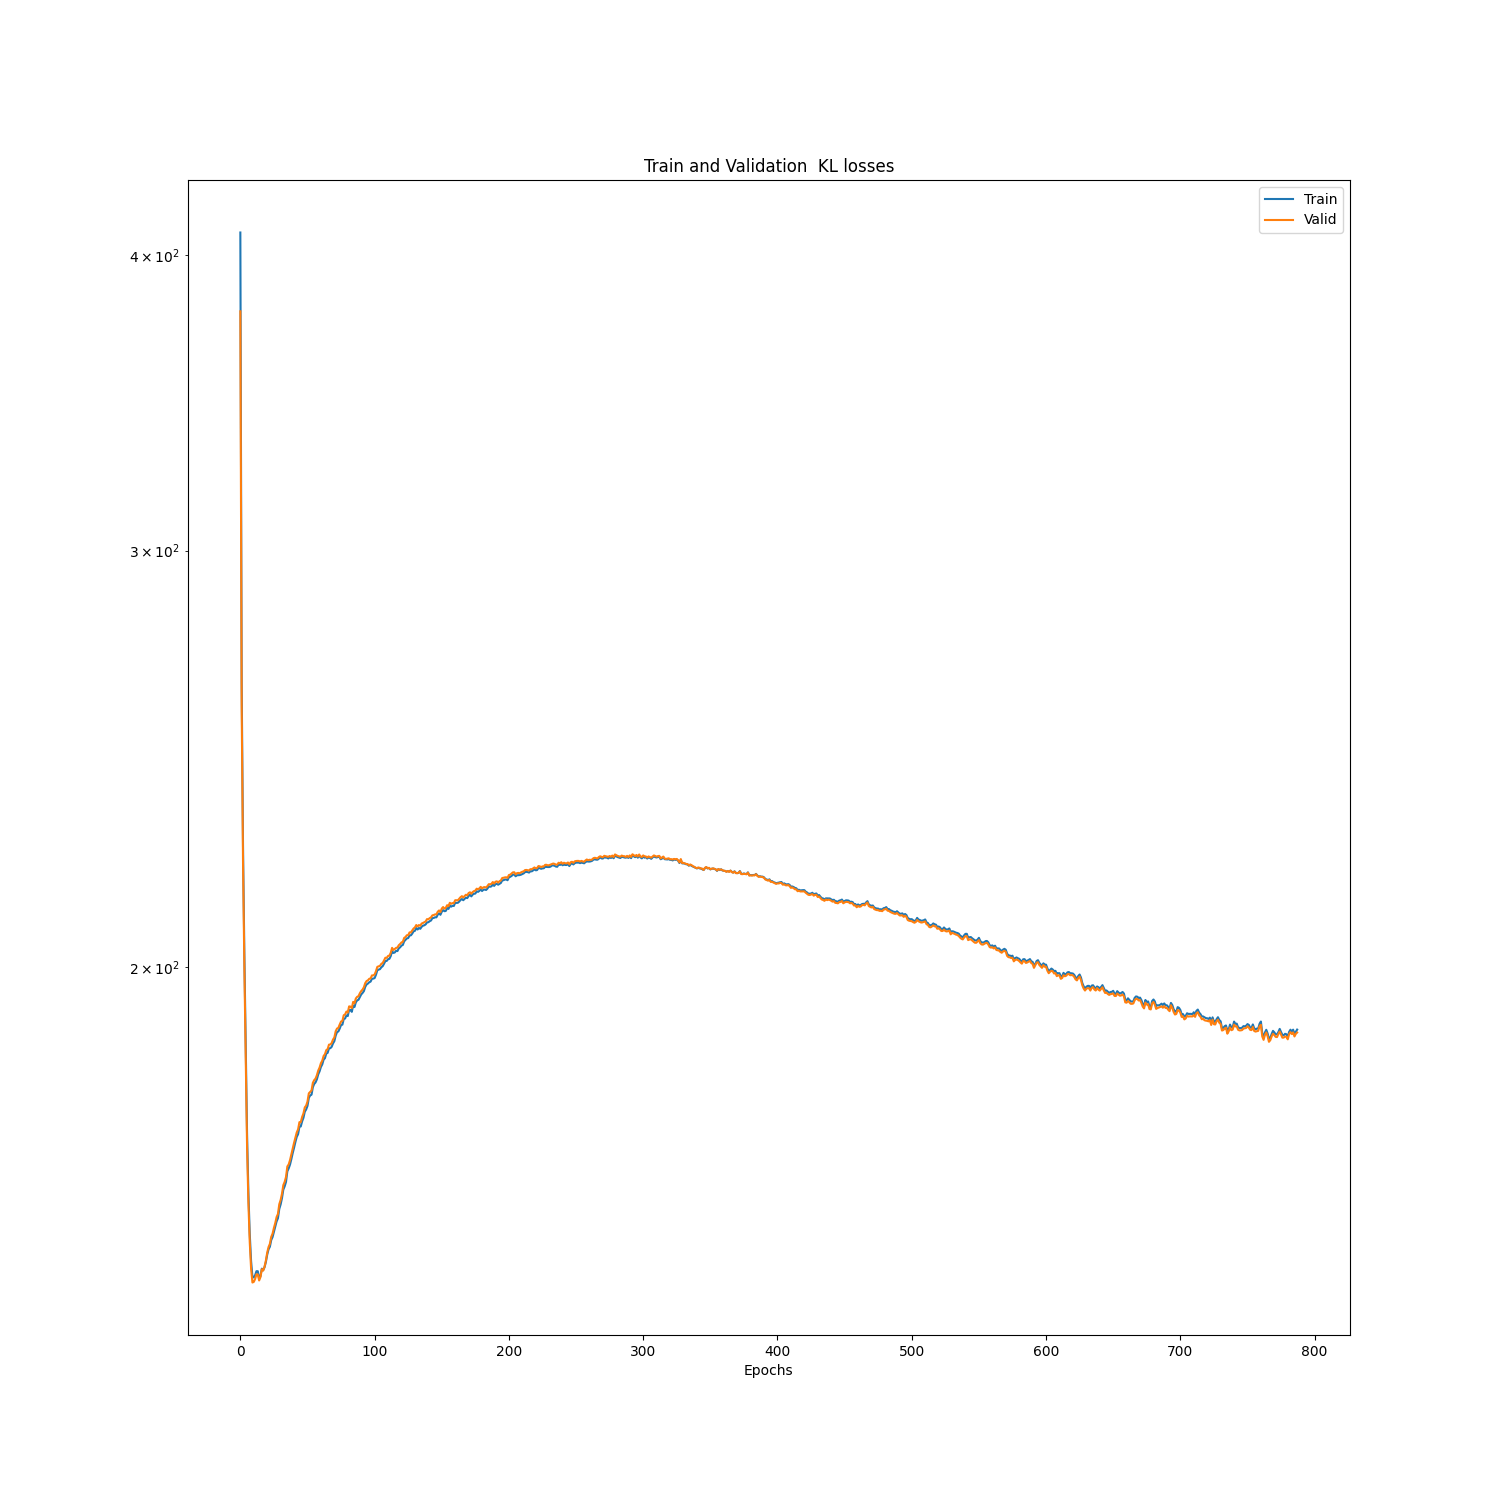 Train and Validation  KL losses
Train
Valid
4 × 10²
3 × 10²
2 × 10²
0 100 200 300 400 500 600 700 800
Epochs